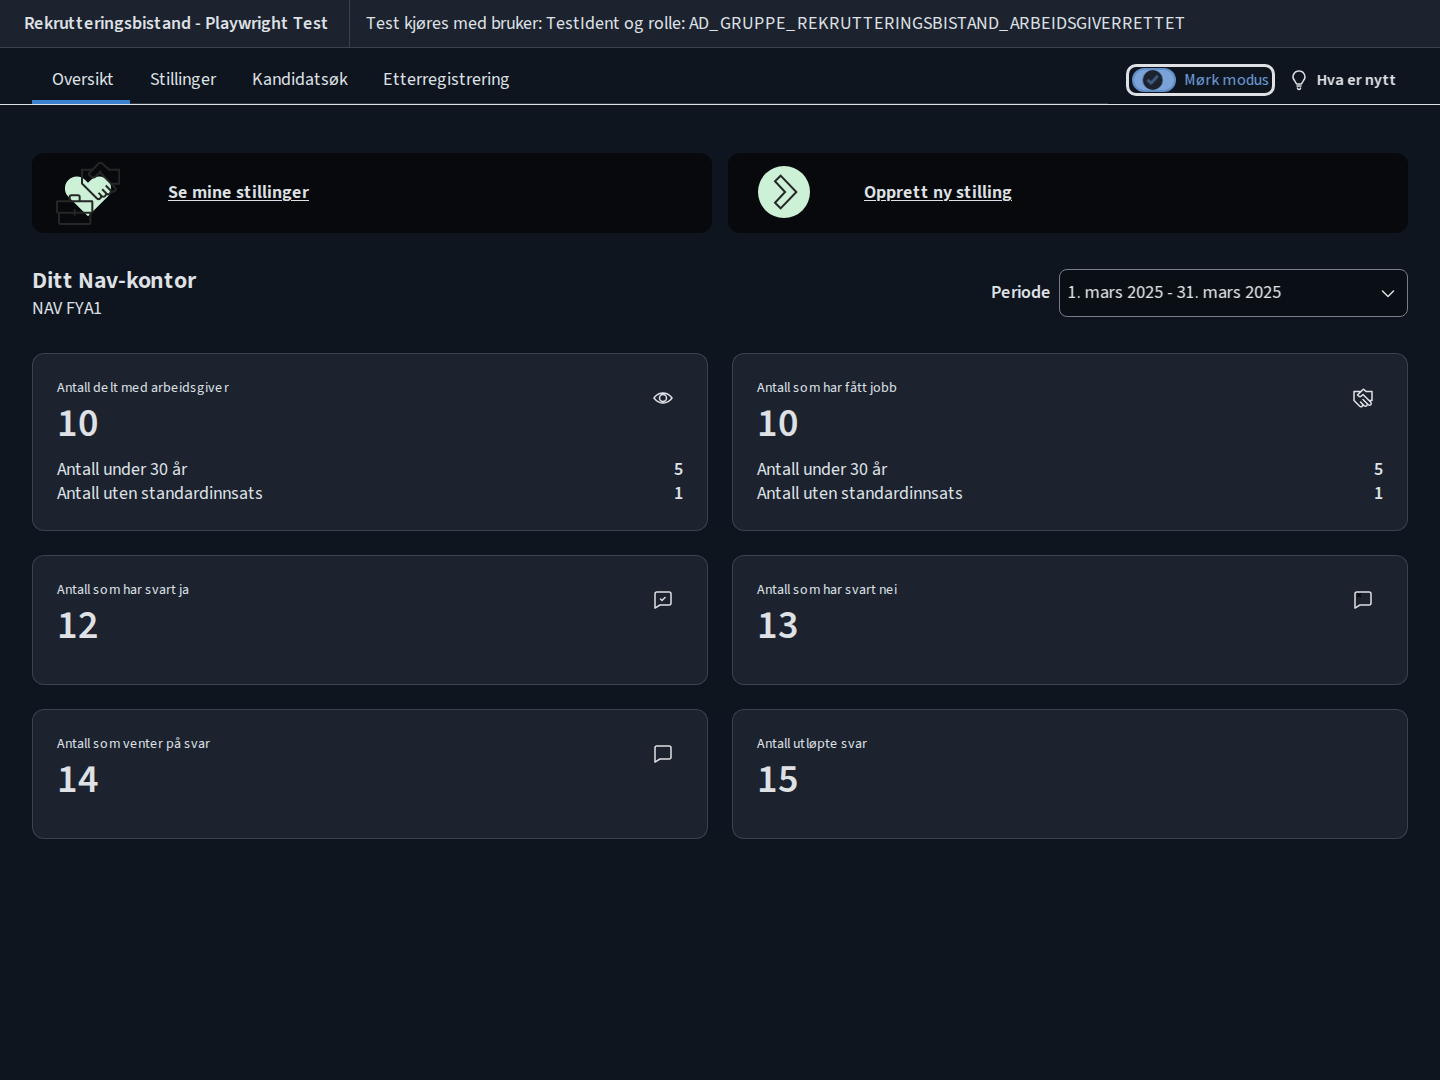 Rekrutteringsbistand - Playwright Test
Test kjøres med bruker: TestIdent og rolle: AD_GRUPPE_REKRUTTERINGSBISTAND_ARBEIDSGIVERRETTET
Oversikt
Stillinger
Kandidatsøk
Etterregistrering
Mørk modus
Hva er nytt
Se mine stillinger
Opprett ny stilling
Ditt Nav-kontor
NAV FYA1
Periode
1. mars 2025 - 31. mars 2025
Antall delt med arbeidsgiver
10
Antall under 30 år 5
Antall uten standardinnsats 1
Antall som har fått jobb
10
Antall under 30 år 5
Antall uten standardinnsats 1
Antall som har svart ja
12
Antall som har svart nei
13
Antall som venter på svar
14
Antall utløpte svar
15